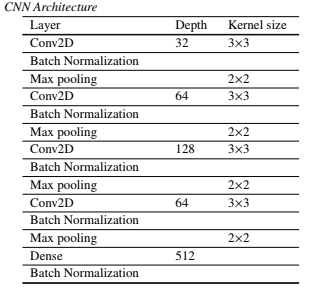 CNN Architecture
Layer Depth Kernel size
Conv2D 32 3×3
Batch Normalization
Max pooling 2×2
Conv2D 64 3×3
Batch Normalization
Max pooling 2×2
Conv2D 128 3×3
Batch Normalization
Max pooling 2×2
Conv2D 64 3×3
Batch Normalization
Max pooling 2×2
Dense 512
Batch Normalization